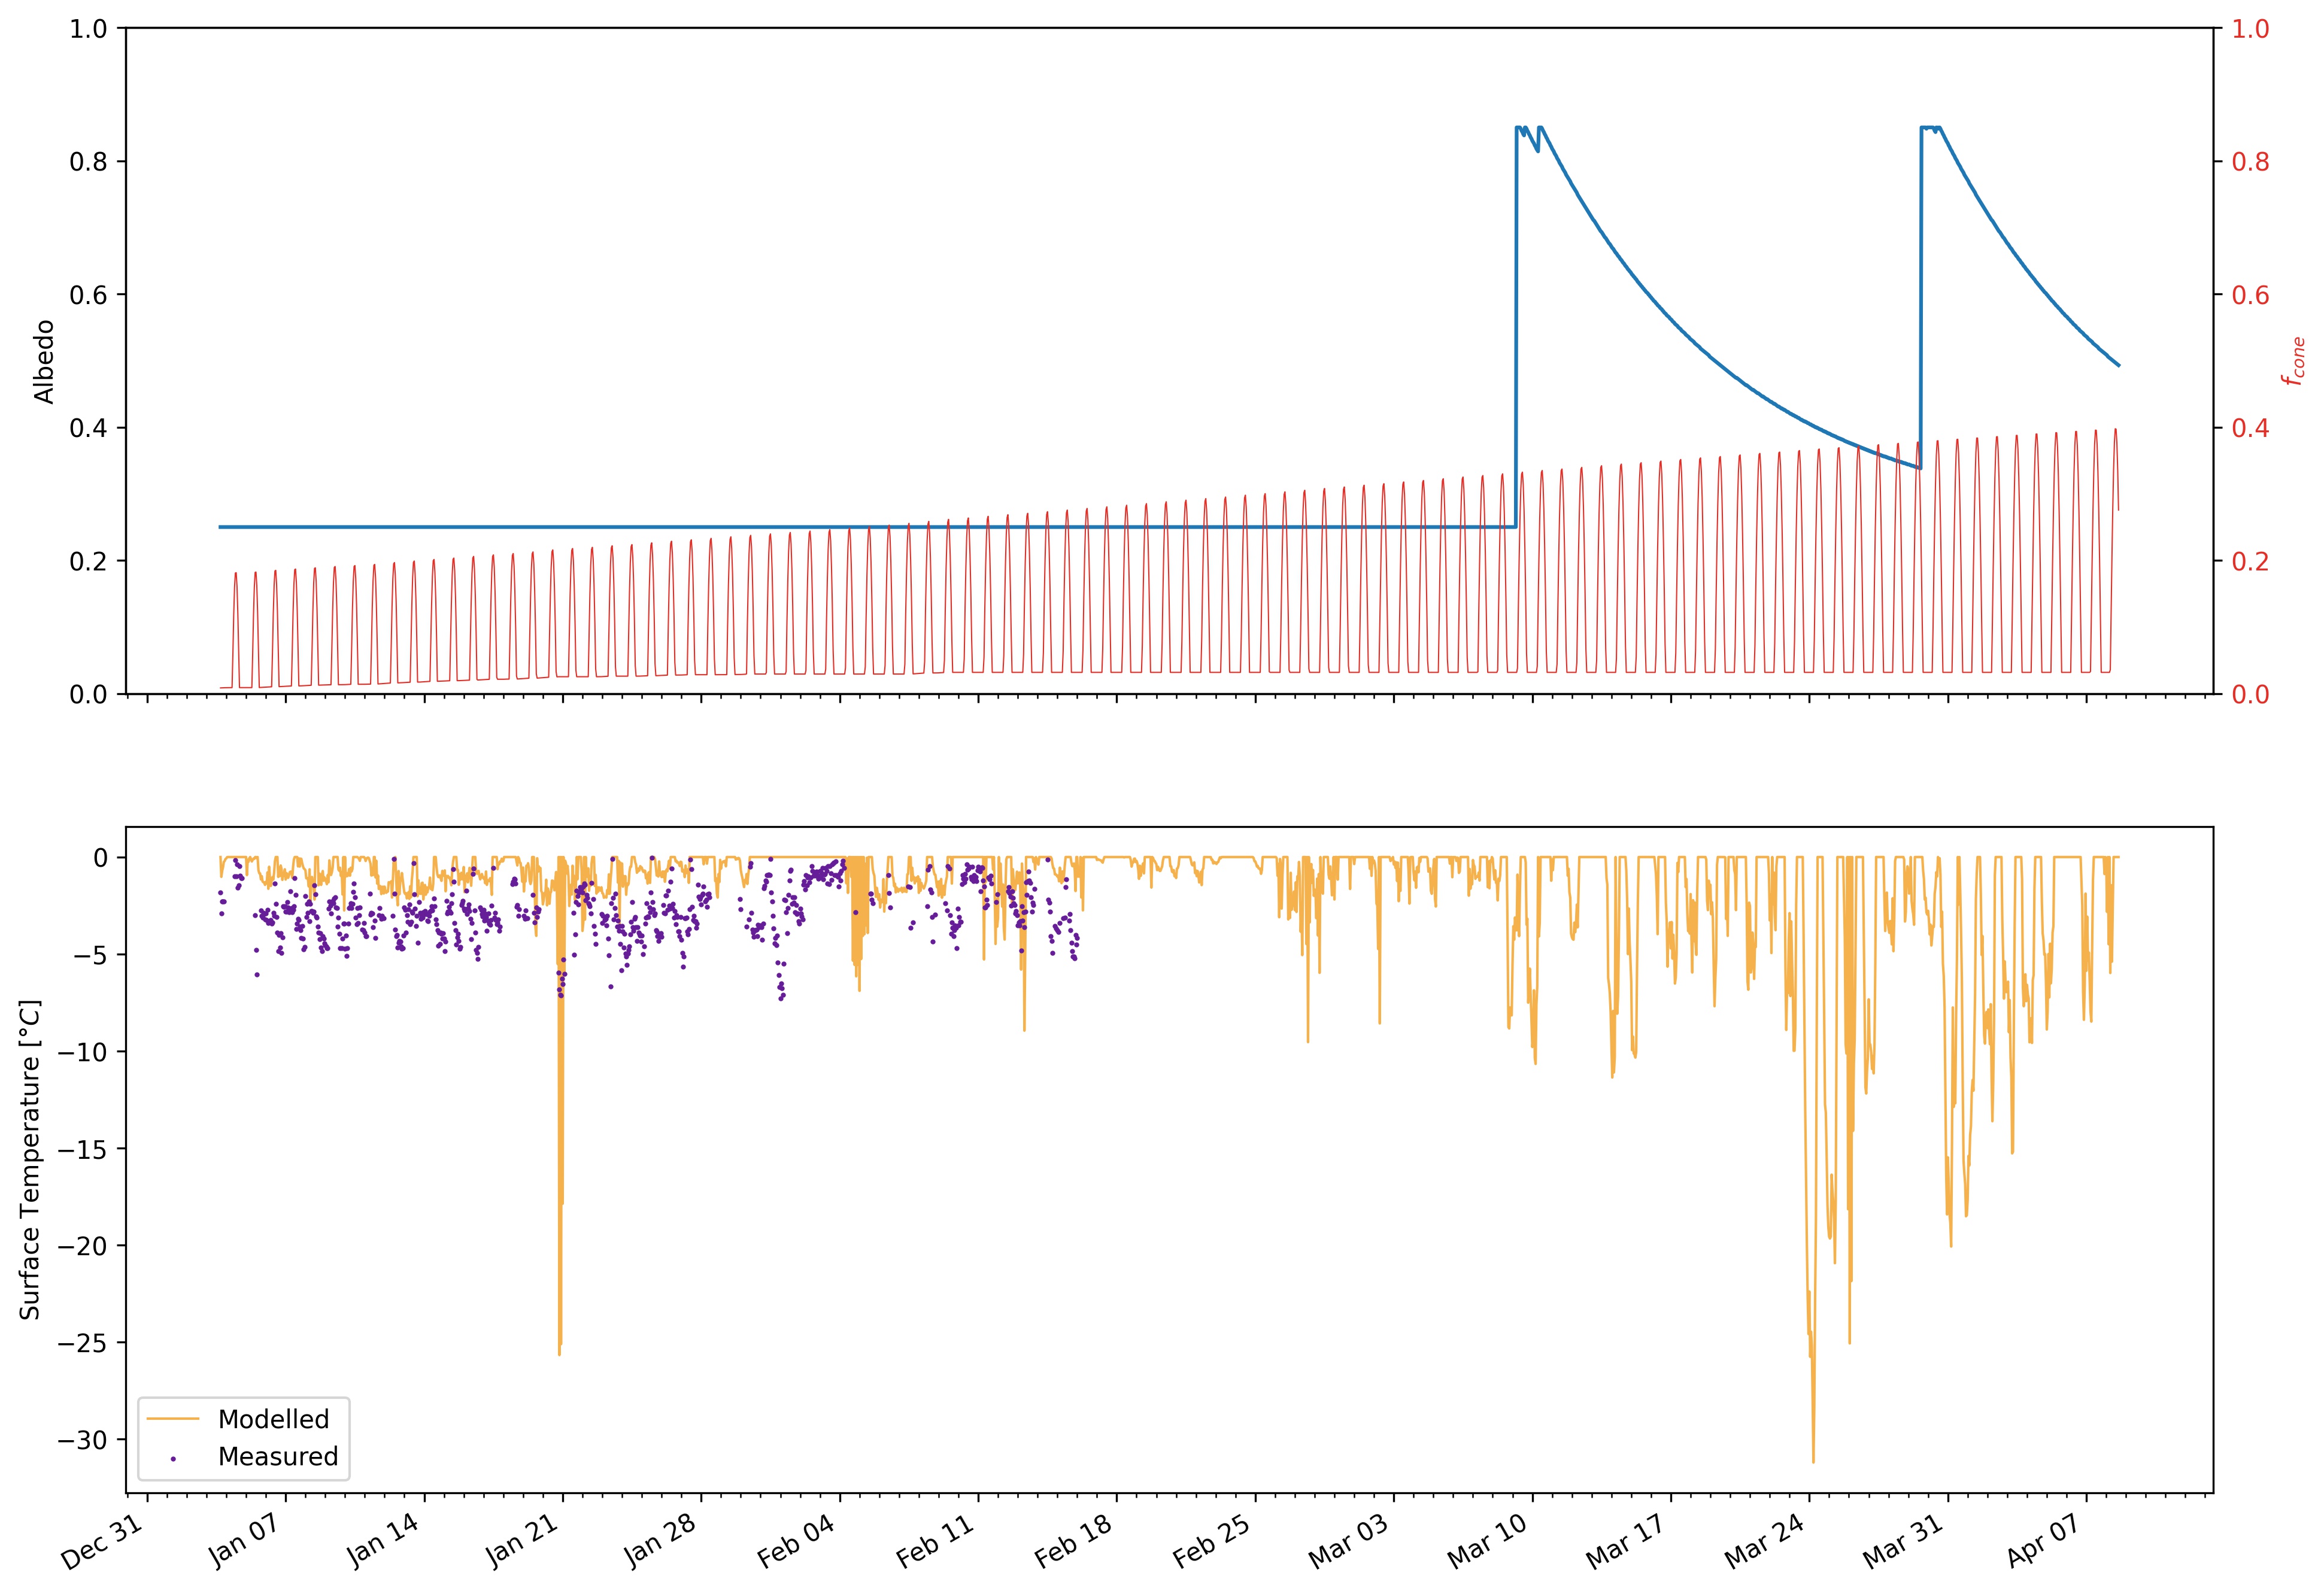 1.0
0.8
0.6
0.4
0.2
0.0
Albedo
1.0
0.8
0.6
0.4
0.2
0.0
f_cone
0
−5
−10
−15
−20
−25
−30
Surface Temperature [°C]
Modelled
Measured
Dec 31
Jan 07
Jan 14
Jan 21
Jan 28
Feb 04
Feb 11
Feb 18
Feb 25
Mar 03
Mar 10
Mar 17
Mar 24
Mar 31
Apr 07